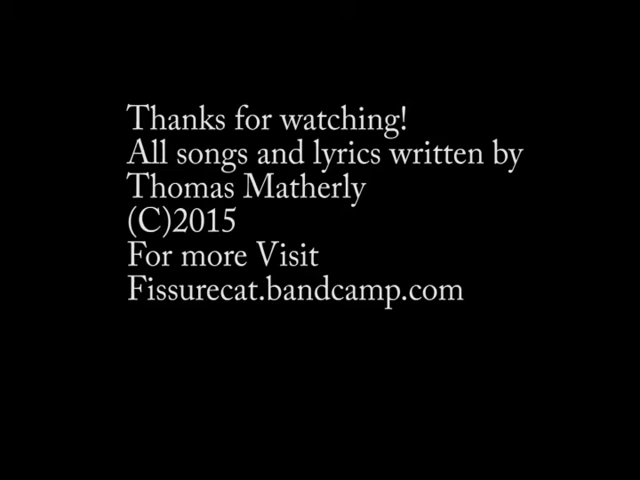 Thanks for watching!
All songs and lyrics written by
Thomas Matherly
(C)2015
For more Visit
Fissurecat.bandcamp.com